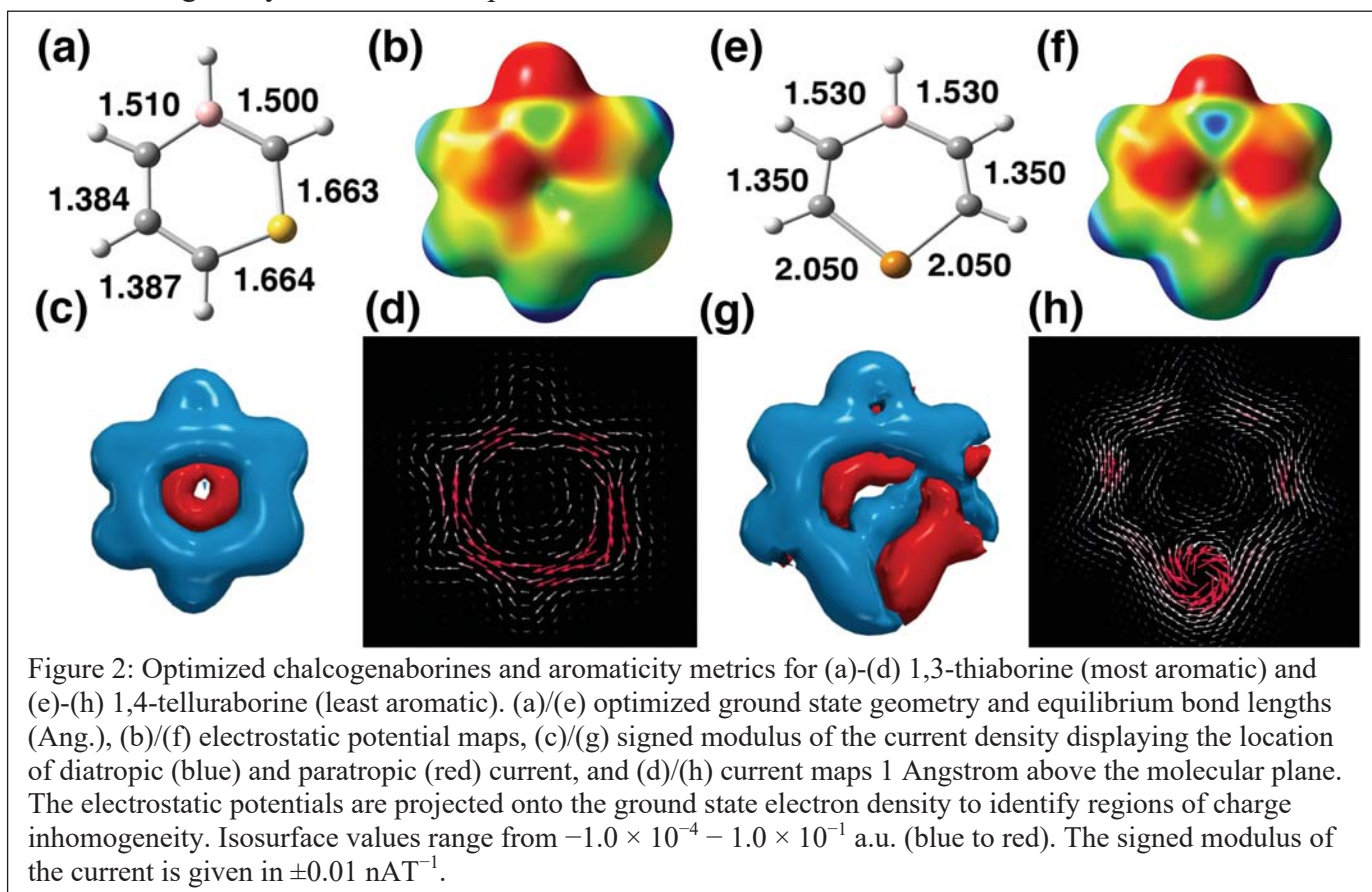 (a) (b) (e) (f)
1.510 1.500 1.530 1.530
1.384 1.663 1.350 1.350
1.387 1.664 2.050 2.050
(c) (d) (g) (h)
Figure 2: Optimized chalcogenaborines and aromaticity metrics for (a)-(d) 1,3-thiaborine (most aromatic) and
(e)-(h) 1,4-telluraborine (least aromatic). (a)/(e) optimized ground state geometry and equilibrium bond lengths
(Ang.), (b)/(f) electrostatic potential maps, (c)/(g) signed modulus of the current density displaying the location
of diatropic (blue) and paratropic (red) current, and (d)/(h) current maps 1 Angstrom above the molecular plane.
The electrostatic potentials are projected onto the ground state electron density to identify regions of charge
inhomogeneity. Isosurface values range from −1.0 × 10⁻⁴ − 1.0 × 10⁻¹ a.u. (blue to red). The signed modulus of
the current is given in ±0.01 nAT⁻¹.